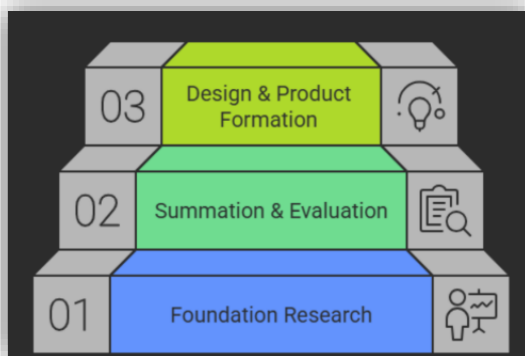 03
Design & Product
Formation
02
Summation & Evaluation
01
Foundation Research